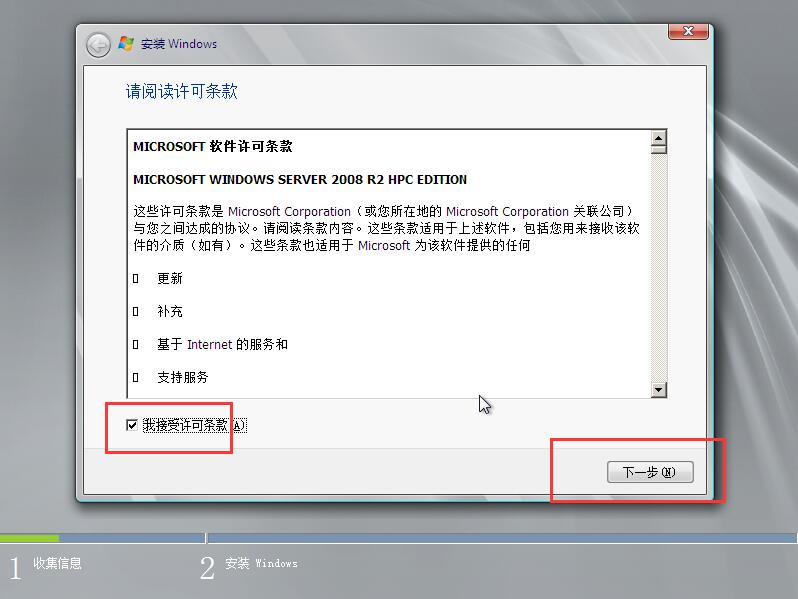 安装 Windows
请阅读许可条款
MICROSOFT 软件许可条款
MICROSOFT WINDOWS SERVER 2008 R2 HPC EDITION
这些许可条款是 Microsoft Corporation（或您所在地的 Microsoft Corporation 关联公司）
与您之间达成的协议。请阅读条款内容。这些条款适用于上述软件，包括您用来接收该软
件的介质（如有）。这些条款也适用于 Microsoft 为该软件提供的任何
更新
补充
基于 Internet 的服务和
支持服务
我接受许可条款(A)
下一步(N)
1 收集信息
2 安装 Windows